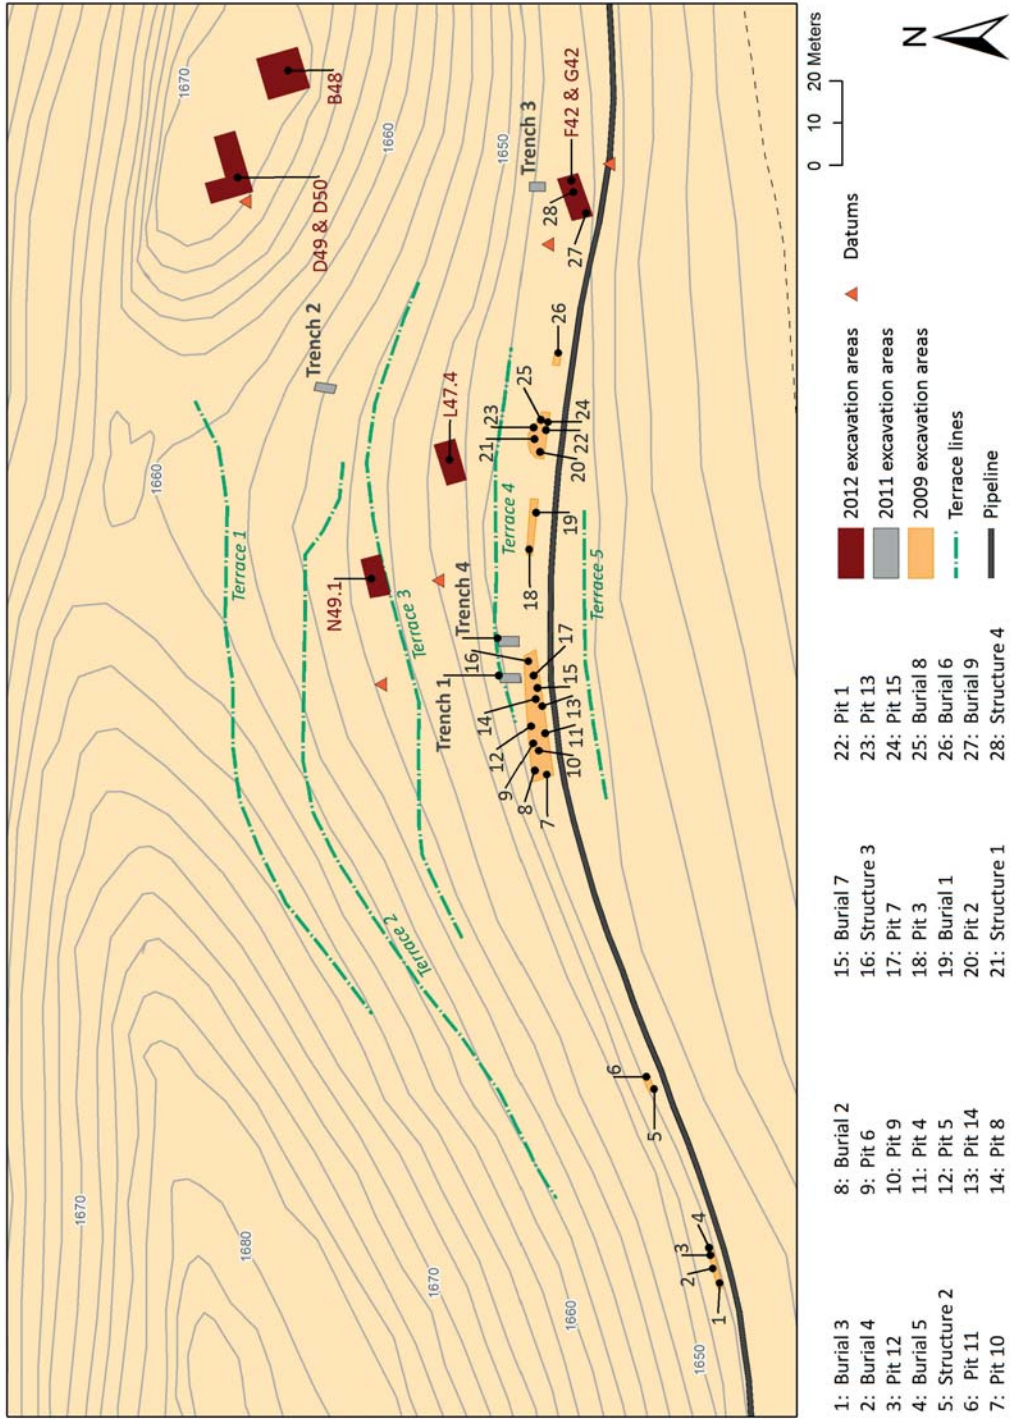 1670
1680
1670
1660
1650
1660
1670
1660
1650
Terrace 1
Terrace 2
Terrace 3
Terrace 4
Terrace 5
Trench 1
Trench 2
Trench 3
Trench 4
N49.1
L47.4
D49 & D50
B48
F42 & G42
1
2
3
4
5
6
7
8
9
10
11
12
13
14
15
16
17
18
19
20
21
22
23
24
25
26
27
28
1: Burial 3
2: Burial 4
3: Pit 12
4: Burial 5
5: Structure 2
6: Pit 11
7: Pit 10
8: Burial 2
9: Pit 6
10: Pit 9
11: Pit 4
12: Pit 5
13: Pit 14
14: Pit 8
15: Burial 7
16: Structure 3
17: Pit 7
18: Pit 3
19: Burial 1
20: Pit 2
21: Structure 1
22: Pit 1
23: Pit 13
24: Pit 15
25: Burial 8
26: Burial 6
27: Burial 9
28: Structure 4
2012 excavation areas
2011 excavation areas
2009 excavation areas
Terrace lines
Pipeline
Datums
0 10 20 Meters
N